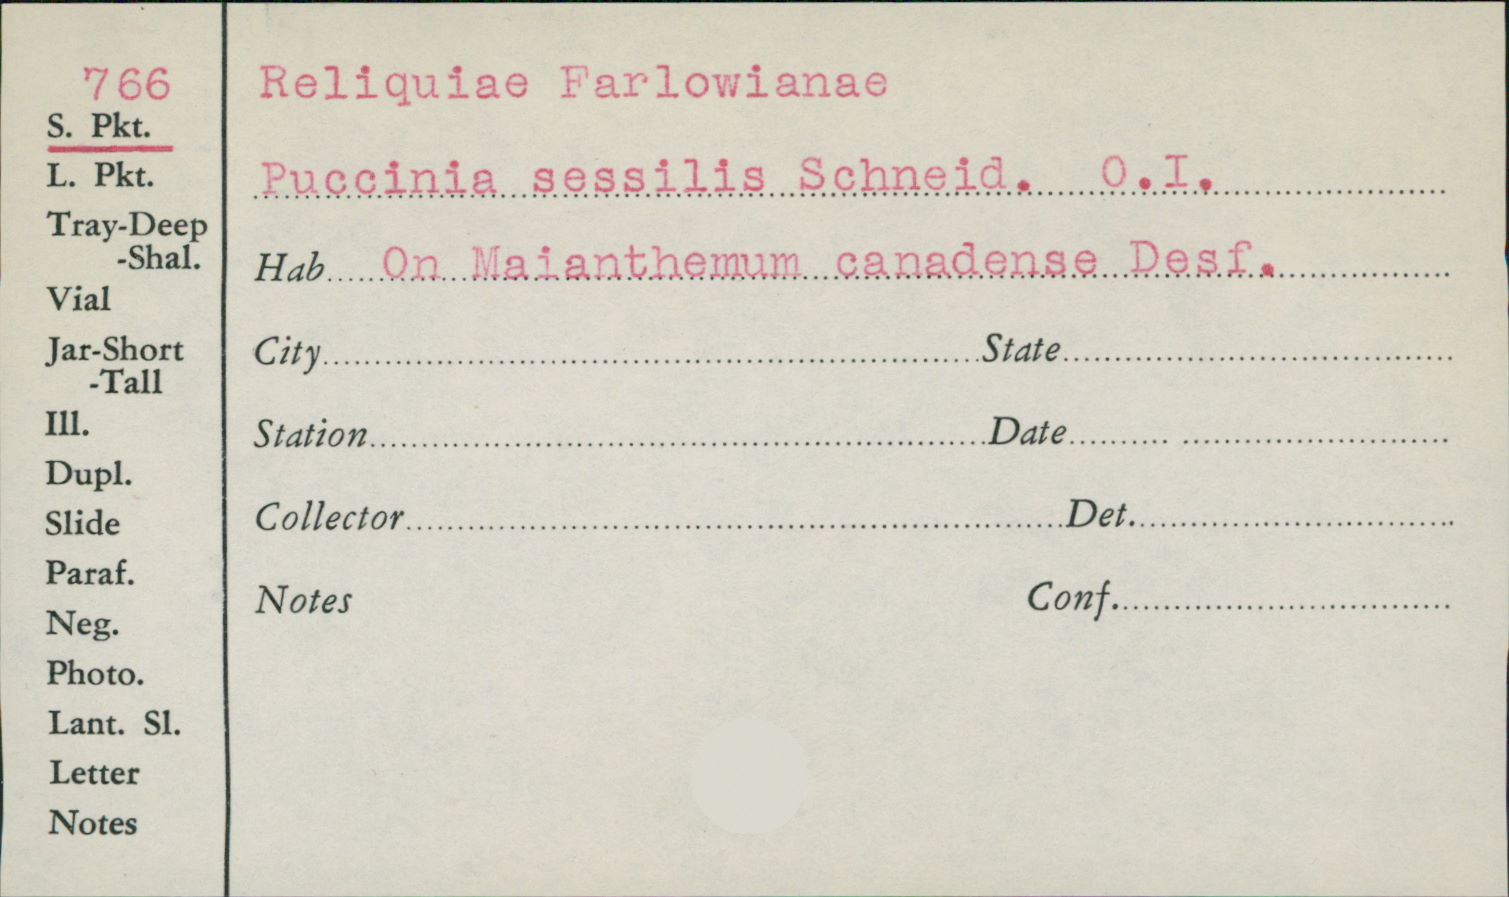 766
S. Pkt.
L. Pkt.
Tray-Deep
-Shal.
Vial
Jar-Short
-Tall
Ill.
Dupl.
Slide
Paraf.
Neg.
Photo.
Lant. Sl.
Letter
Notes
Reliquiae Farlowianae
Puccinia sessilis Schneid. O.I.
Hab On Maianthemum canadense Desf.
City State
Station Date
Collector Det.
Notes Conf.